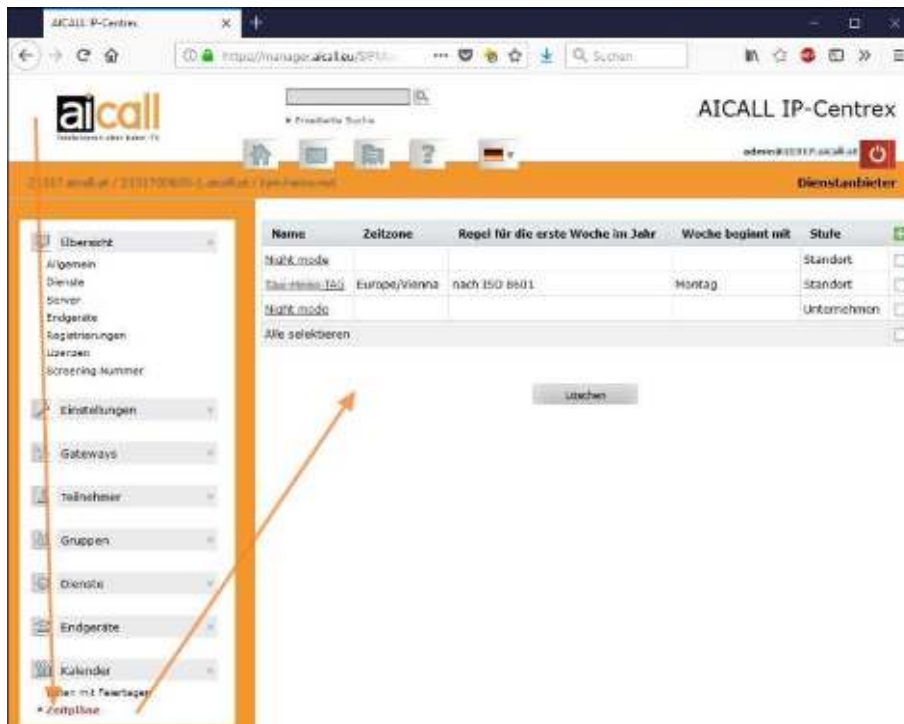 AICALL IP-Centrex
Suchen
aicall
Erweiterte Suche
AICALL IP-Centrex
Dienstanbieter
Übersicht
Allgemein
Dienste
Server
Endgeräte
Registrierungen
Lizenzen
Screening Nummer
Einstellungen
Gateways
Teilnehmer
Gruppen
Dienste
Endgeräte
Kalender
mit Feiertagen
Zeitpläne
Name Zeitzone Regel für die erste Woche im Jahr Woche beginnt mit Stufe
Night mode Standort
TAG Europe/Vienna nach ISO 8601 Montag Standort
Night mode Unternehmen
Alle selektieren
Löschen